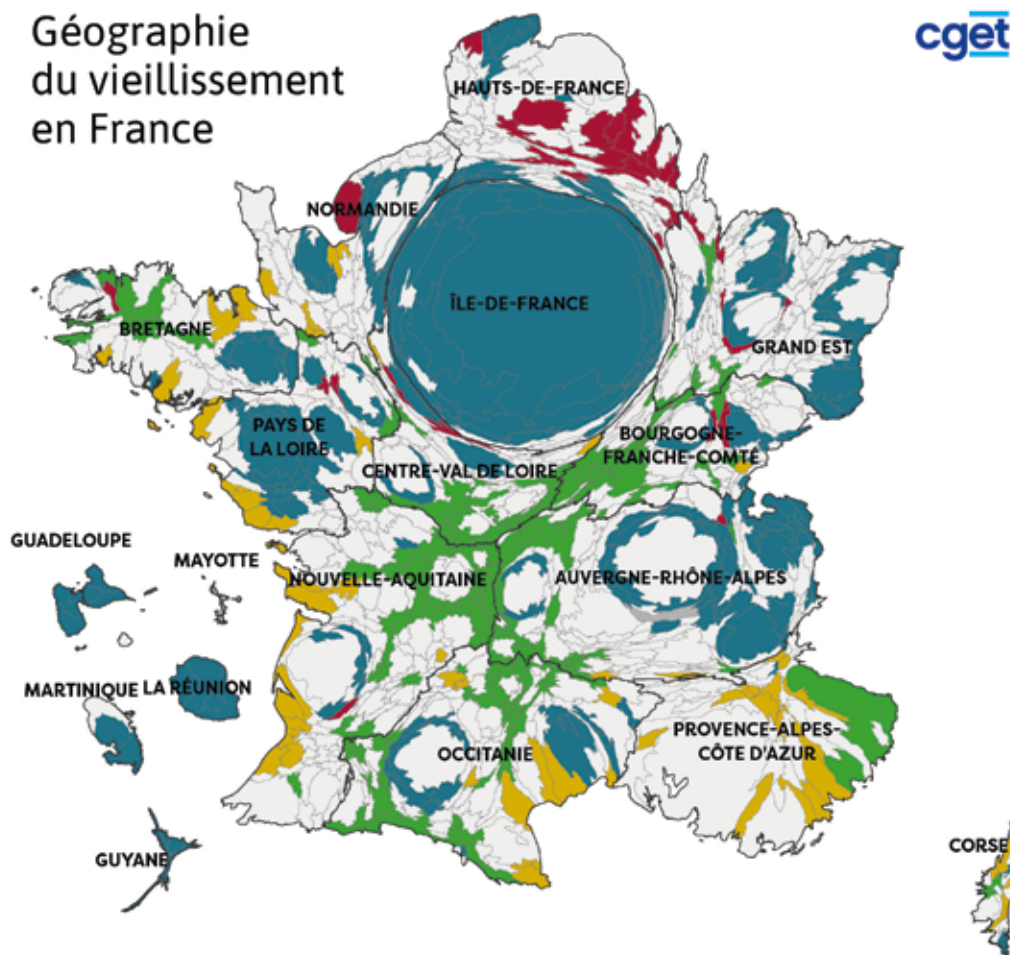 Géographie
du vieillissement
en France
cget
HAUTS-DE-FRANCE
NORMANDIE
ÎLE-DE-FRANCE
BRETAGNE
GRAND EST
PAYS DE
LA LOIRE
BOURGOGNE-
FRANCHE-COMTÉ
CENTRE-VAL DE LOIRE
GUADELOUPE
MAYOTTE
NOUVELLE-AQUITAINE
AUVERGNE-RHÔNE-ALPES
MARTINIQUE
LA RÉUNION
PROVENCE-ALPES-
CÔTE D'AZUR
OCCITANIE
GUYANE
CORSE